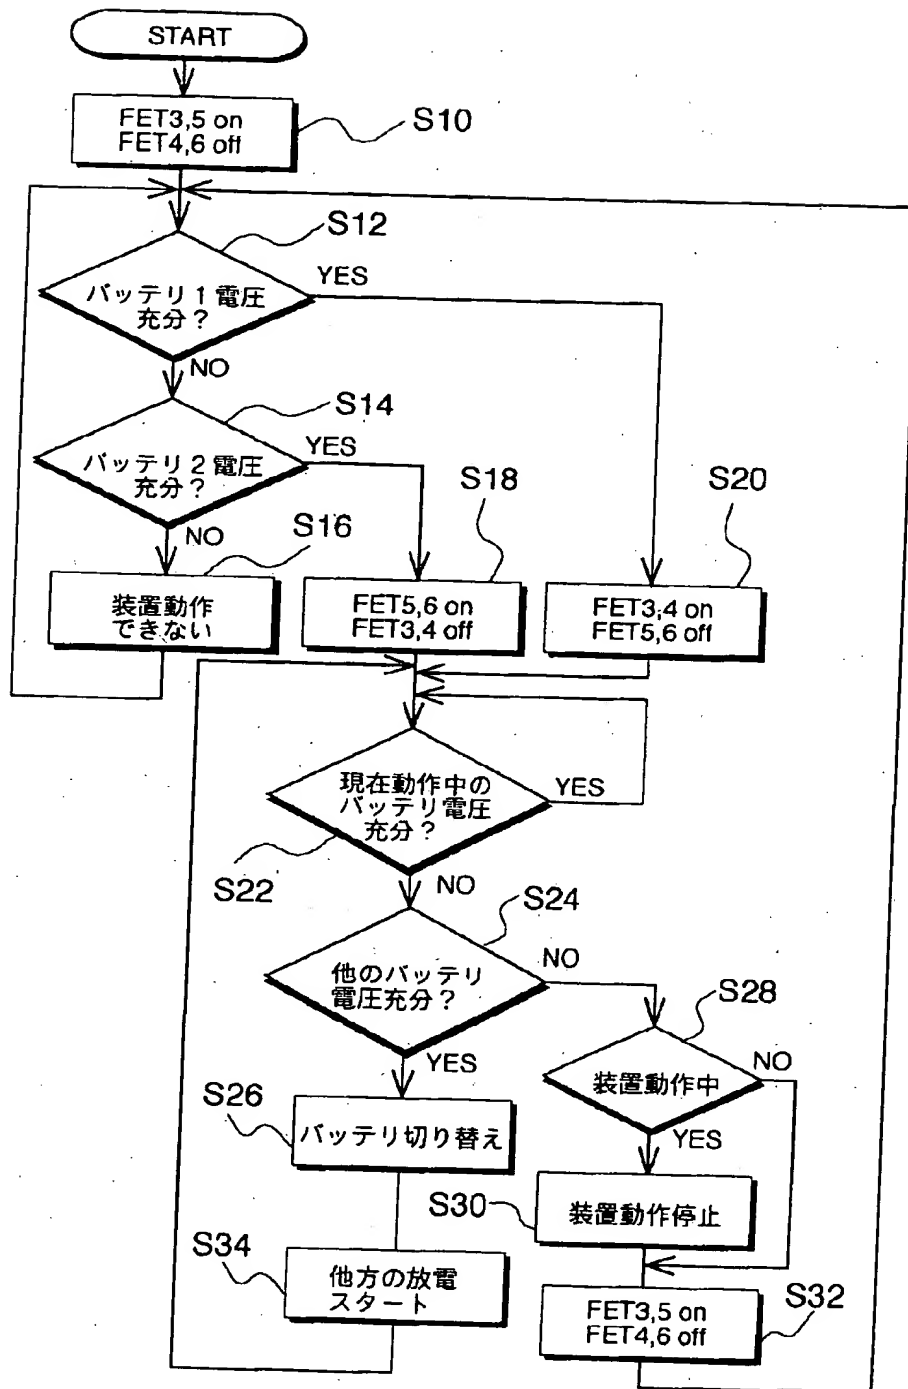 START
FET3,5 on
FET4,6 off
S10
S12
バッテリ1電圧
充分？
YES
NO
S14
バッテリ2電圧
充分？
YES
NO
S16
装置動作
できない
S18
FET5,6 on
FET3,4 off
S20
FET3,4 on
FET5,6 off
現在動作中の
バッテリ電圧
充分？
YES
S22
NO
S24
他のバッテリ
電圧充分？
NO
YES
S28
装置動作中
NO
YES
S26
バッテリ切り替え
S30
装置動作停止
S34
他方の放電
スタート
S32
FET3,5 on
FET4,6 off